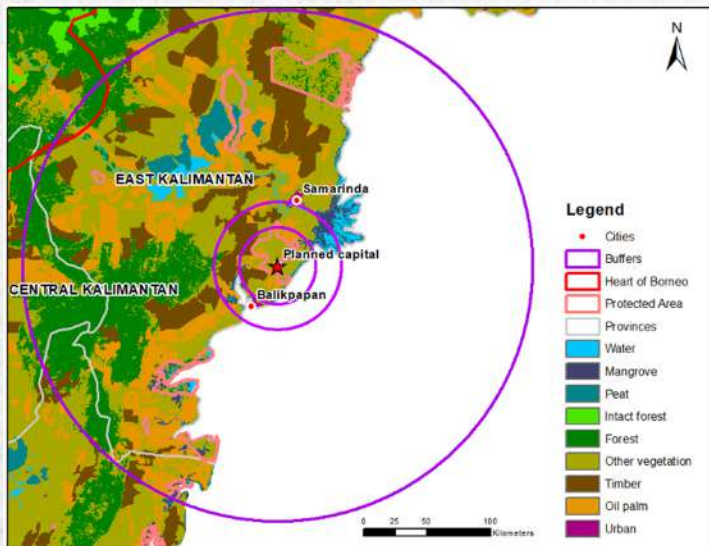 N
EAST KALIMANTAN
Samarinda
Planned capital
CENTRAL KALIMANTAN
Balikpapan
Legend
Cities
Buffers
Heart of Borneo
Protected Area
Provinces
Water
Mangrove
Peat
Intact forest
Forest
Other vegetation
Timber
Oil palm
Urban
0 25 50 100
Kilometers